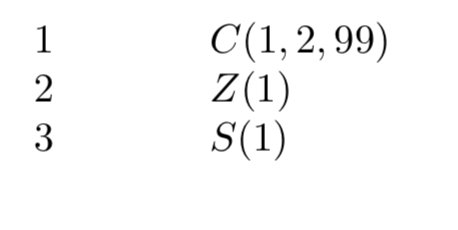 1 C(1, 2, 99)
2 Z(1)
3 S(1)